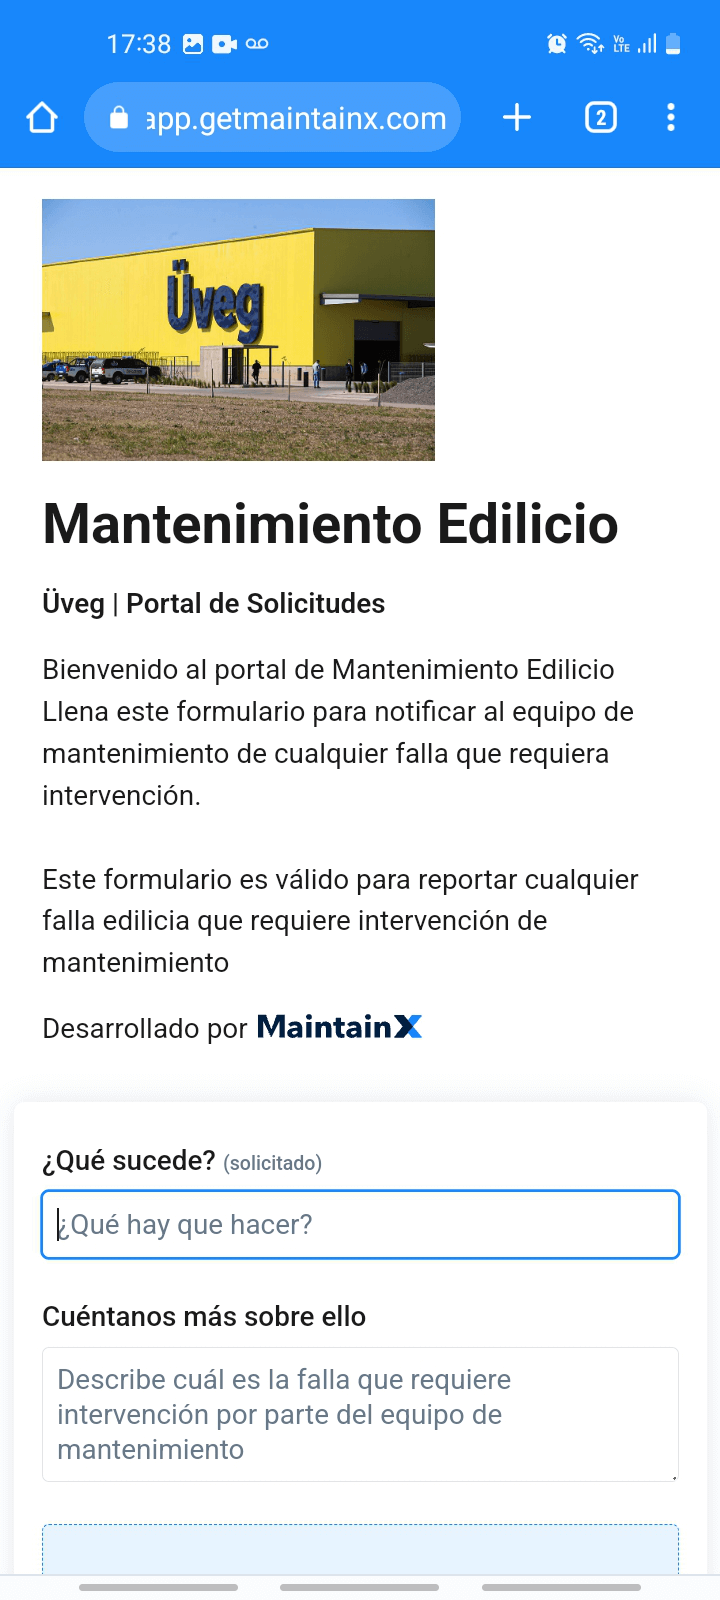 17:38
Vo LTE
app.getmaintainx.com
2
Üveg
Mantenimiento Edilicio
Üveg | Portal de Solicitudes
Bienvenido al portal de Mantenimiento Edilicio
Llena este formulario para notificar al equipo de
mantenimiento de cualquier falla que requiera
intervención.
Este formulario es válido para reportar cualquier
falla edilicia que requiere intervención de
mantenimiento
Desarrollado por MaintainX
¿Qué sucede? (solicitado)
¿Qué hay que hacer?
Cuéntanos más sobre ello
Describe cuál es la falla que requiere
intervención por parte del equipo de
mantenimiento